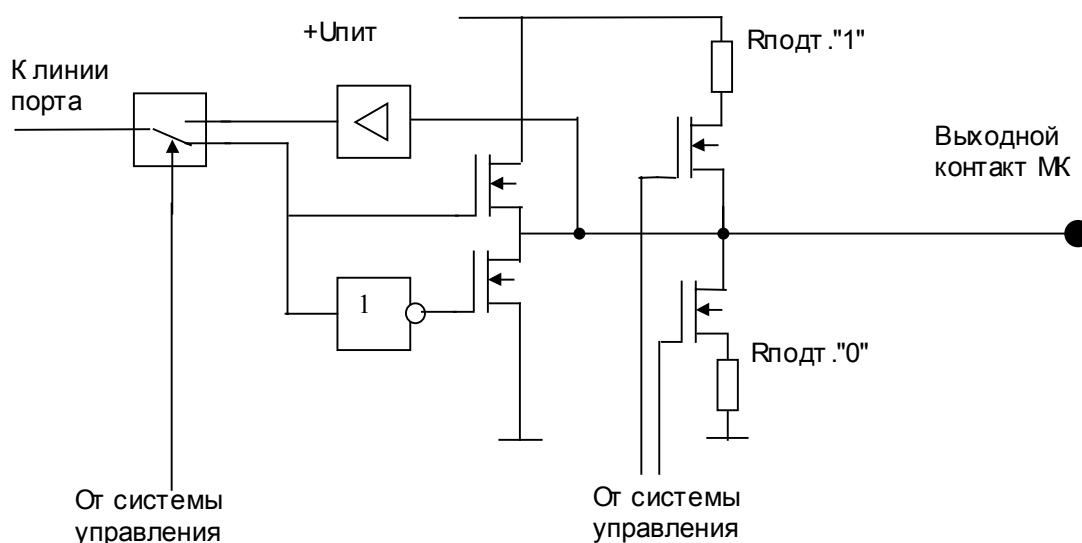 +Uпит
Rподт."1"
К линии
порта
Выходной
контакт МК
1
Rподт."0"
От системы
управления
От системы
управления